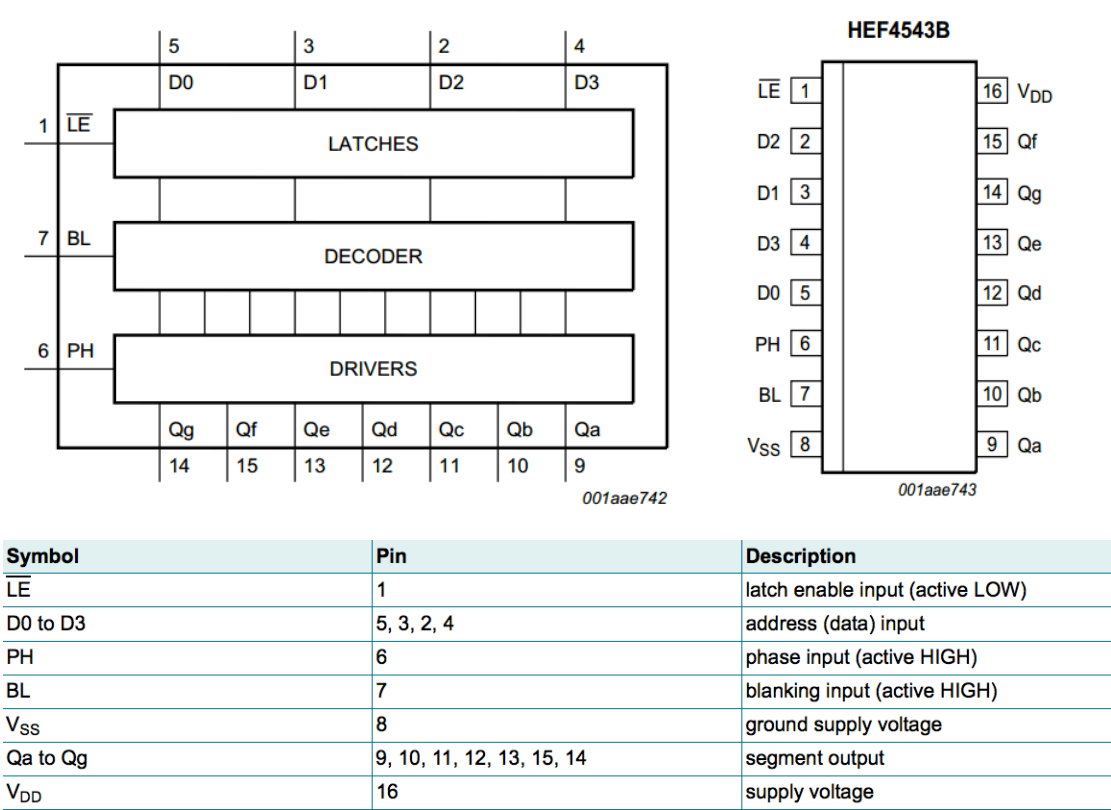 5 3 2 4
D0 D1 D2 D3
1 L̅E̅
LATCHES
7 BL
DECODER
6 PH
DRIVERS
Qg Qf Qe Qd Qc Qb Qa
14 15 13 12 11 10 9
001aae742
HEF4543B
L̅E̅ 1 16 VDD
D2 2 15 Qf
D1 3 14 Qg
D3 4 13 Qe
D0 5 12 Qd
PH 6 11 Qc
BL 7 10 Qb
VSS 8 9 Qa
001aae743
Symbol Pin Description
L̅E̅ 1 latch enable input (active LOW)
D0 to D3 5, 3, 2, 4 address (data) input
PH 6 phase input (active HIGH)
BL 7 blanking input (active HIGH)
VSS 8 ground supply voltage
Qa to Qg 9, 10, 11, 12, 13, 15, 14 segment output
VDD 16 supply voltage